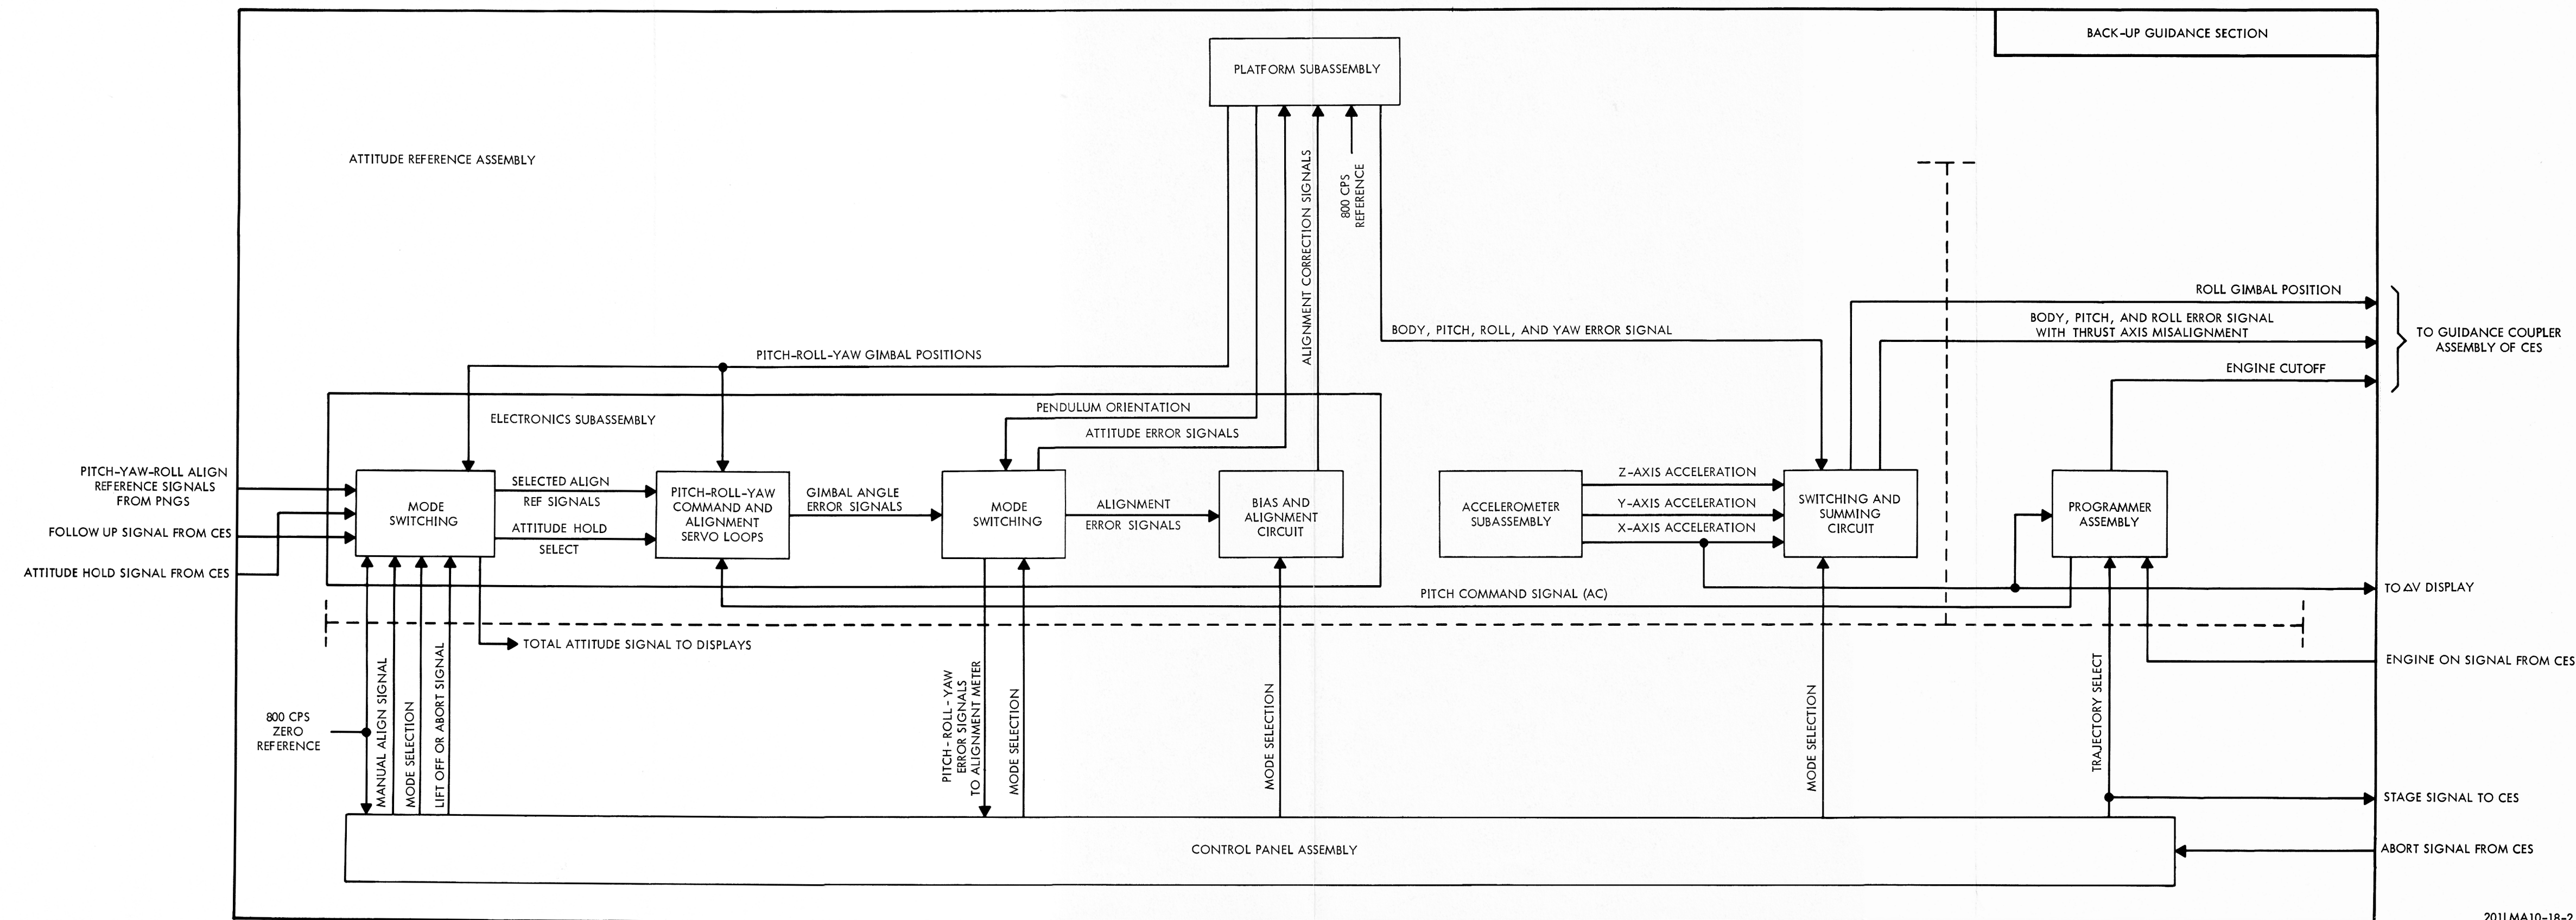 BACK-UP GUIDANCE SECTION
PLATFORM SUBASSEMBLY
ATTITUDE REFERENCE ASSEMBLY
ALIGNMENT CORRECTION SIGNALS
800 CPS
REFERENCE
ROLL GIMBAL POSITION
BODY, PITCH, AND ROLL ERROR SIGNAL
WITH THRUST AXIS MISALIGNMENT
BODY, PITCH, ROLL, AND YAW ERROR SIGNAL
TO GUIDANCE COUPLER
ASSEMBLY OF CES
ENGINE CUTOFF
PITCH-ROLL-YAW GIMBAL POSITIONS
ELECTRONICS SUBASSEMBLY
PENDULUM ORIENTATION
ATTITUDE ERROR SIGNALS
PITCH-YAW-ROLL ALIGN
REFERENCE SIGNALS
FROM PNGS
FOLLOW UP SIGNAL FROM CES
ATTITUDE HOLD SIGNAL FROM CES
MODE
SWITCHING
SELECTED ALIGN
REF SIGNALS
ATTITUDE HOLD
SELECT
PITCH-ROLL-YAW
COMMAND AND
ALIGNMENT
SERVO LOOPS
GIMBAL ANGLE
ERROR SIGNALS
MODE
SWITCHING
ALIGNMENT
ERROR SIGNALS
BIAS AND
ALIGNMENT
CIRCUIT
ACCELEROMETER
SUBASSEMBLY
Z-AXIS ACCELERATION
Y-AXIS ACCELERATION
X-AXIS ACCELERATION
SWITCHING AND
SUMMING
CIRCUIT
PROGRAMMER
ASSEMBLY
PITCH COMMAND SIGNAL (AC)
TO ΔV DISPLAY
TOTAL ATTITUDE SIGNAL TO DISPLAYS
ENGINE ON SIGNAL FROM CES
800 CPS
ZERO
REFERENCE
MANUAL ALIGN SIGNAL
MODE SELECTION
LIFT OFF OR ABORT SIGNAL
PITCH-ROLL-YAW
ERROR SIGNALS
TO ALIGNMENT METER
MODE SELECTION
MODE SELECTION
MODE SELECTION
TRAJECTORY SELECT
STAGE SIGNAL TO CES
CONTROL PANEL ASSEMBLY
ABORT SIGNAL FROM CES
201LMA10-18-2